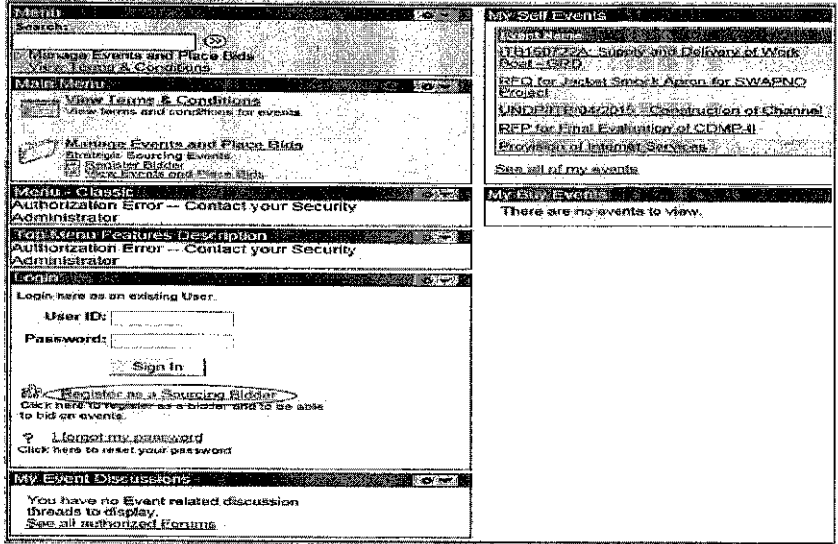 Menu
Search:
Manage Events and Place Bids
View Terms & Conditions
Main Menu
View Terms & Conditions
View terms and conditions for events.
Manage Events and Place Bids
Strategic Sourcing Events
Register Bidder
View Events and Place Bids
Menu - Classic
Authorization Error -- Contact your Security
Administrator
Top Menu Features Description
Authorization Error -- Contact your Security
Administrator
Login
Login here as an existing User.
User ID:
Password:
Sign In
Register as a Sourcing Bidder
Click here to register as a bidder and to be able
to bid on events.
? I forgot my password
Click here to reset your password
My Event Discussions
You have no Event related discussion
threads to display.
See all authorized Forums
My Sell Events
Event Name
Supply and Delivery of Work
Boat - GRD
RFQ for Jacket Smock Apron for SWAPNO
Project
UNDP/ITB/04/2015 - Construction of Channel
RFP for Final Evaluation of CDMP-II
Provision of Internet Services
See all of my events
My Buy Events
There are no events to view.